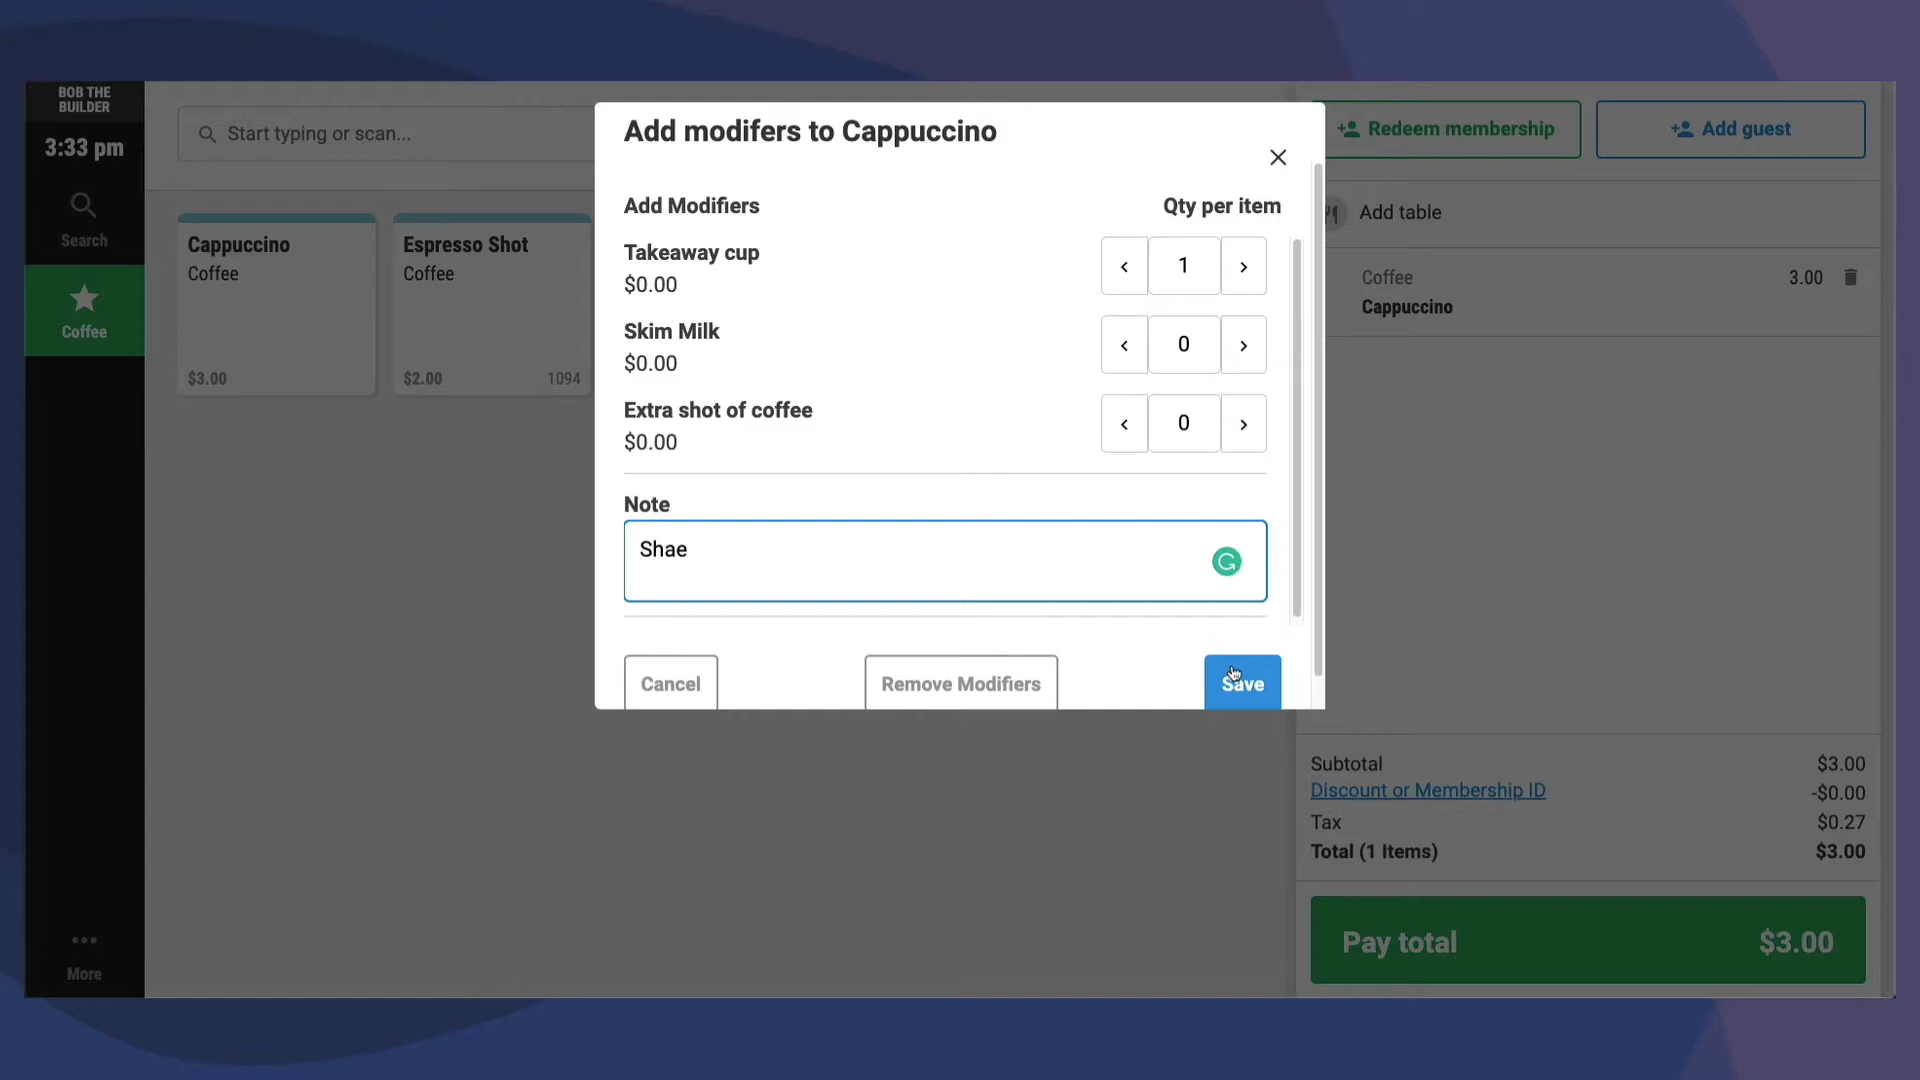 BOB THE
BUILDER
3:33 pm
Search
Coffee
More
Start typing or scan...
Cappuccino
Coffee
$3.00
Espresso Shot
Coffee
$2.00 1094
Add modifers to Cappuccino
Add Modifiers Qty per item
Takeaway cup
$0.00
1
Skim Milk
$0.00
0
Extra shot of coffee
$0.00
0
Note
Shae
Cancel Remove Modifiers Save
Redeem membership Add guest
Add table
Coffee 3.00
Cappuccino
Subtotal $3.00
Discount or Membership ID -$0.00
Tax $0.27
Total (1 Items) $3.00
Pay total $3.00